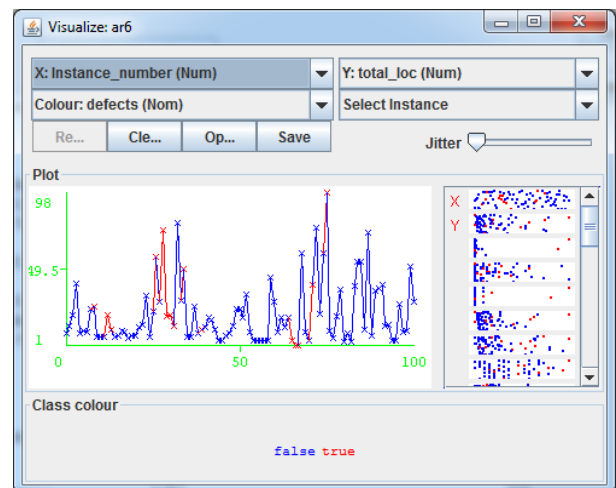 Visualize: ar6
X: Instance_number (Num)
Y: total_loc (Num)
Colour: defects (Nom)
Select Instance
Re...
Cle...
Op...
Save
Jitter
Plot
98
49.5
1
0
50
100
X
Y
Class colour
false true